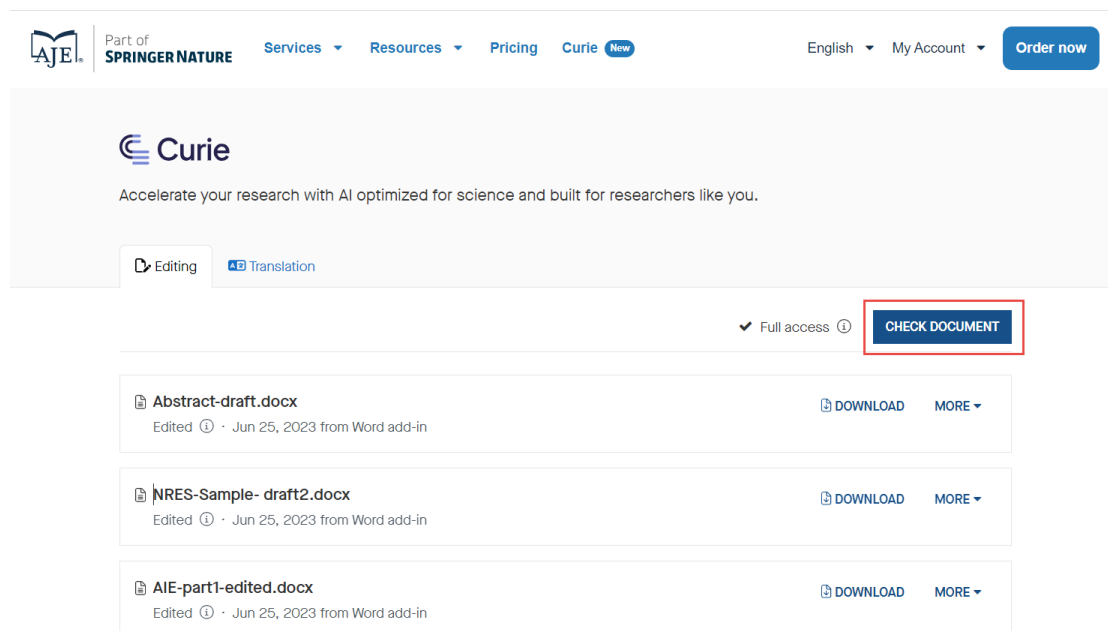 AJE Part of SPRINGER NATURE Services Resources Pricing Curie New English My Account Order now
Curie
Accelerate your research with AI optimized for science and built for researchers like you.
Editing Translation
Full access CHECK DOCUMENT
Abstract-draft.docx DOWNLOAD MORE
Edited · Jun 25, 2023 from Word add-in
NRES-Sample- draft2.docx DOWNLOAD MORE
Edited · Jun 25, 2023 from Word add-in
AIE-part1-edited.docx DOWNLOAD MORE
Edited · Jun 25, 2023 from Word add-in